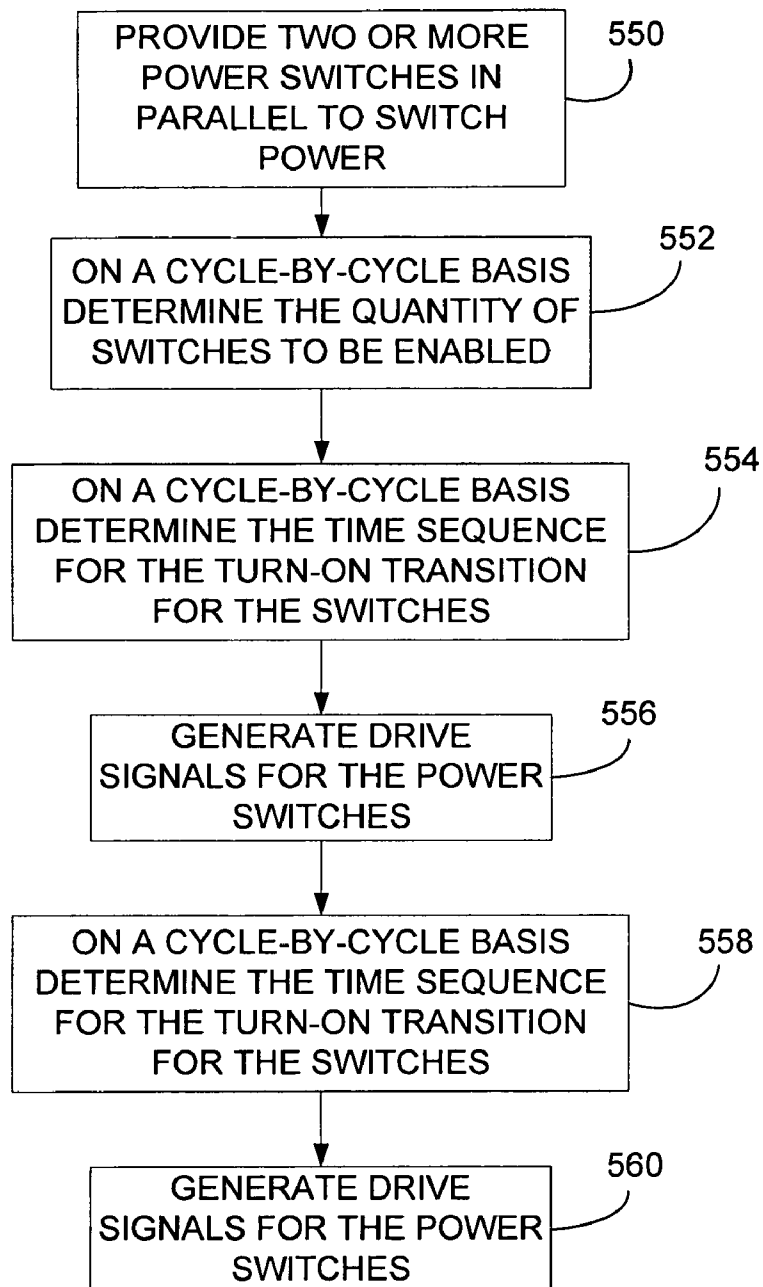 PROVIDE TWO OR MORE
POWER SWITCHES IN
PARALLEL TO SWITCH
POWER
550
ON A CYCLE-BY-CYCLE BASIS
DETERMINE THE QUANTITY OF
SWITCHES TO BE ENABLED
552
ON A CYCLE-BY-CYCLE BASIS
DETERMINE THE TIME SEQUENCE
FOR THE TURN-ON TRANSITION
FOR THE SWITCHES
554
GENERATE DRIVE
SIGNALS FOR THE POWER
SWITCHES
556
ON A CYCLE-BY-CYCLE BASIS
DETERMINE THE TIME SEQUENCE
FOR THE TURN-ON TRANSITION
FOR THE SWITCHES
558
GENERATE DRIVE
SIGNALS FOR THE POWER
SWITCHES
560